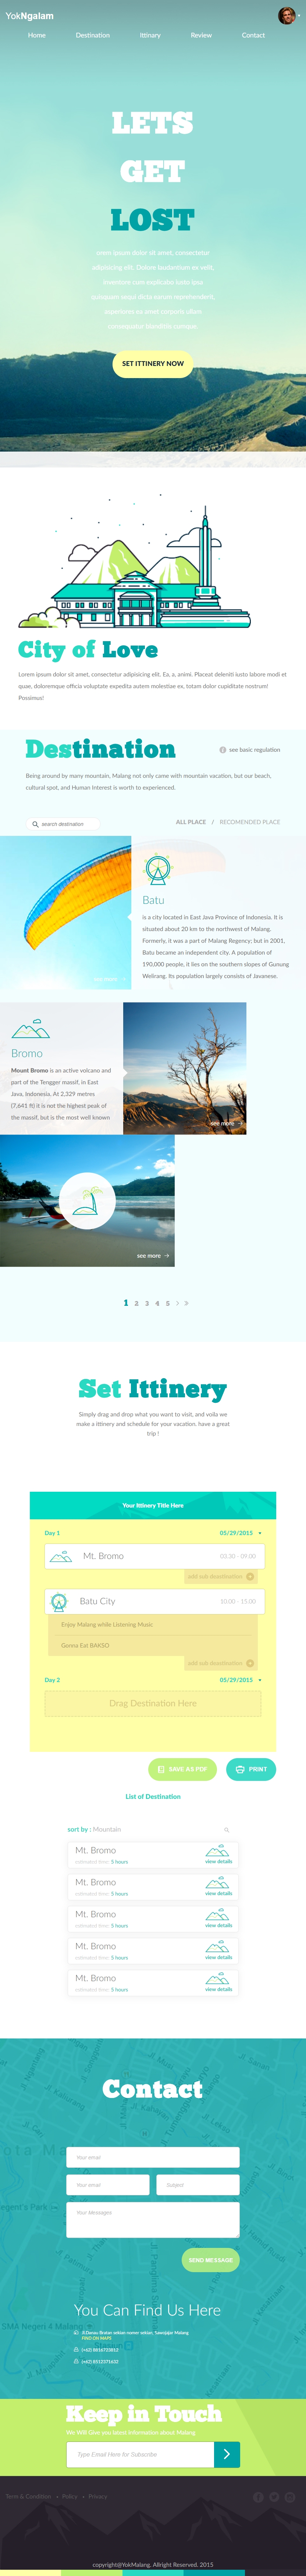 YokNgalam
Home Destination Ittinary Review Contact
LETS
GET
LOST
orem ipsum dolor sit amet, consectetur
adipisicing elit. Dolom laudantium ex velit,
inventore cum explicabo iusto ipsa
quisquam sequi dicta earum reprehenderit,
asperiores ea amet corporis ullam
consequatur blanditiis cumque.
SET ITTINERY NOW
City of Love
Lorem ipsum dolor sit amet, consectetur adipisicing elit. Ea, a, animi. Placeat deleniti iusto labore modi et
quae, doloremque officia voluptate expedita autem molestiae ex, totam dolor cupiditate nostrum!
Possimus!
Destination
see basic regulation
Being around by many mountain, Malang not only came with mountain vacation, but our beach,
cultural spot, and Human Interest is worth to experienced.
search destination
ALL PLACE / RECOMENDED PLACE
Batu
is a city located in East Java Province of Indonesia. It is
situated about 20 km to the northwest of Malang.
Formerly, it was a part of Malang Regency; but in 2001,
Batu became an independent city. A population of
190,000 people, it lies on the southern slopes of Gunung
Welirang. Its population largely consists of Javanese.
see more
Bromo
Mount Bromo is an active volcano and
part of the Tengger massif, in East
Java, Indonesia. At 2,329 metres
(7,641 ft) it is not the highest peak of
the massif, but is the most well known
see more
see more
1 2 3 4 5
Set Ittinery
Simply drag and drop what you want to visit, and voila we
make a ittinery and schedule for your vacation. have a great
trip !
Your Ittinery Title Here
Day 1 05/29/2015
Mt. Bromo 03:30 - 09:00
add sub deastination
Batu City 10:00 - 15:00
Enjoy Malang while Listening Music
Gonna Eat BAKSO
add sub deastination
Day 2 05/29/2015
Drag Destination Here
SAVE AS PDF PRINT
List of Destination
sort by : Mountain
Mt. Bromo
estimated time: 5 hours view details
Mt. Bromo
estimated time: 5 hours view details
Mt. Bromo
estimated time: 5 hours view details
Mt. Bromo
estimated time: 5 hours view details
Mt. Bromo
estimated time: 5 hours view details
Contact
Your email
Your email Subject
Your Messages
SEND MESSAGE
You Can Find Us Here
SMA Negeri 4 Malang
FIND ON MAPS
(+62) 8816723812
(+62) 8512371632
Keep in Touch
We Will Give you latest Information about Malang
Type Email Here for Subscribe
Term & Condition Policy Privacy
copyright@YokMalang. Allright Reserved. 2015